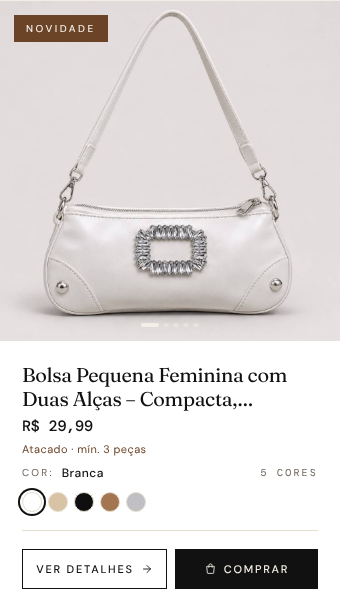 NOVIDADE
Bolsa Pequena Feminina com
Duas Alças – Compacta,...
R$ 29,99
Atacado · mín. 3 peças
COR: Branca 5 CORES
VER DETALHES →
COMPRAR